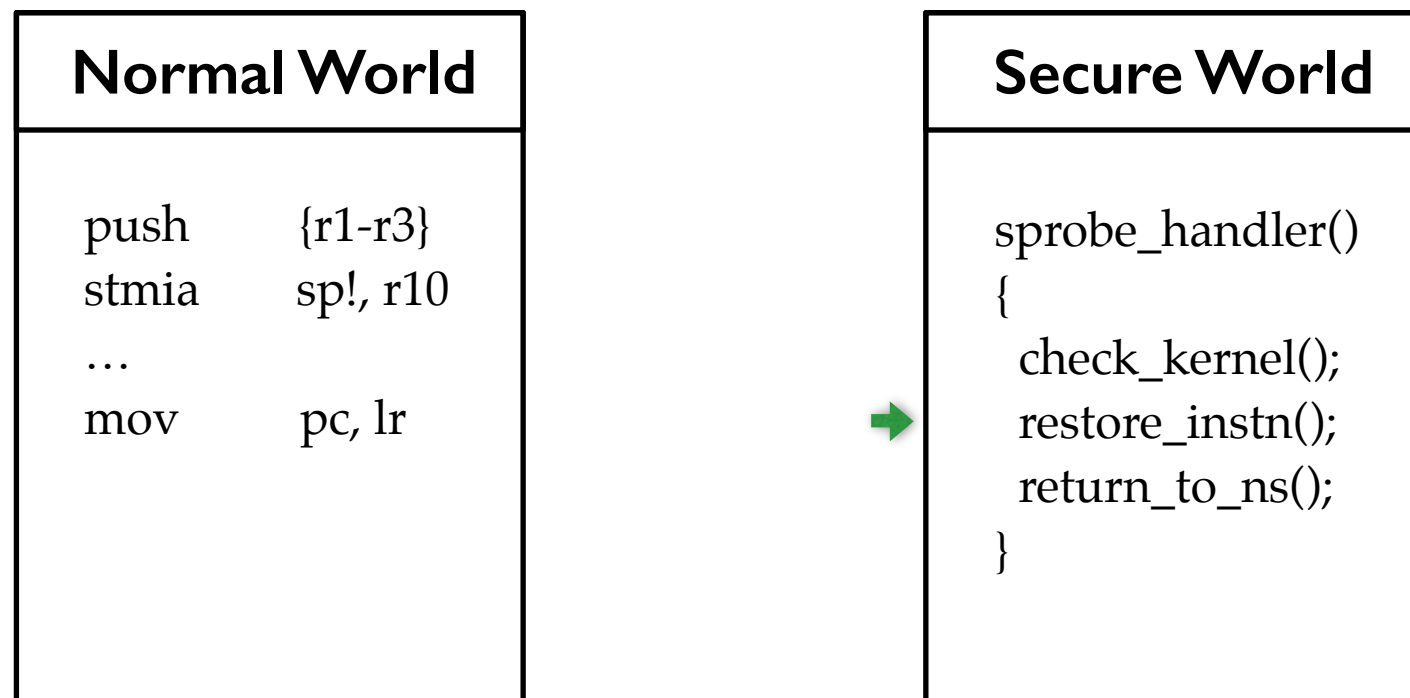 Normal World
push {r1-r3}
stmia sp!, r10
…
mov pc, lr
Secure World
sprobe_handler()
{
check_kernel();
restore_instn();
return_to_ns();
}